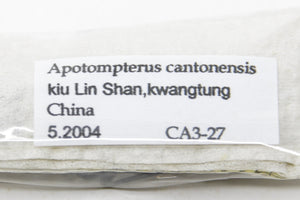 Apotompterus cantonensis
kiu Lin Shan,kwangtung
China
5.2004 CA3-27